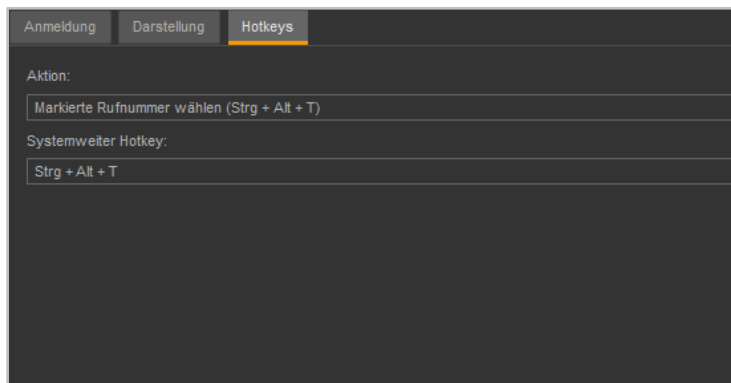 Anmeldung Darstellung Hotkeys
Aktion:
Markierte Rufnummer wählen (Strg + Alt + T)
Systemweiter Hotkey:
Strg + Alt + T